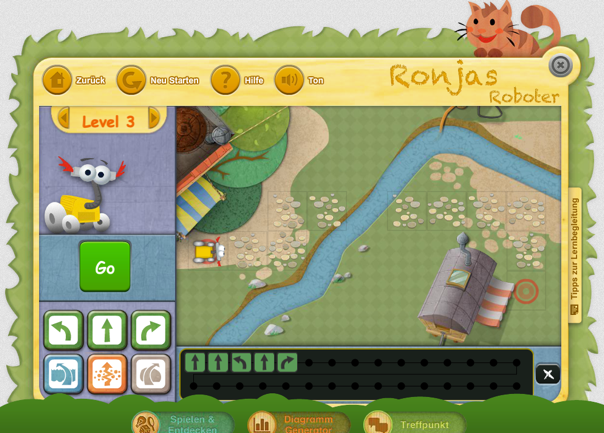 Ronjas
Roboter
Zurück
Neu Starten
Hilfe
Ton
Level 3
Go
Tipps zur Lernbegleitung
Spielen &
Entdecken
Diagramm
Generator
Treffpunkt